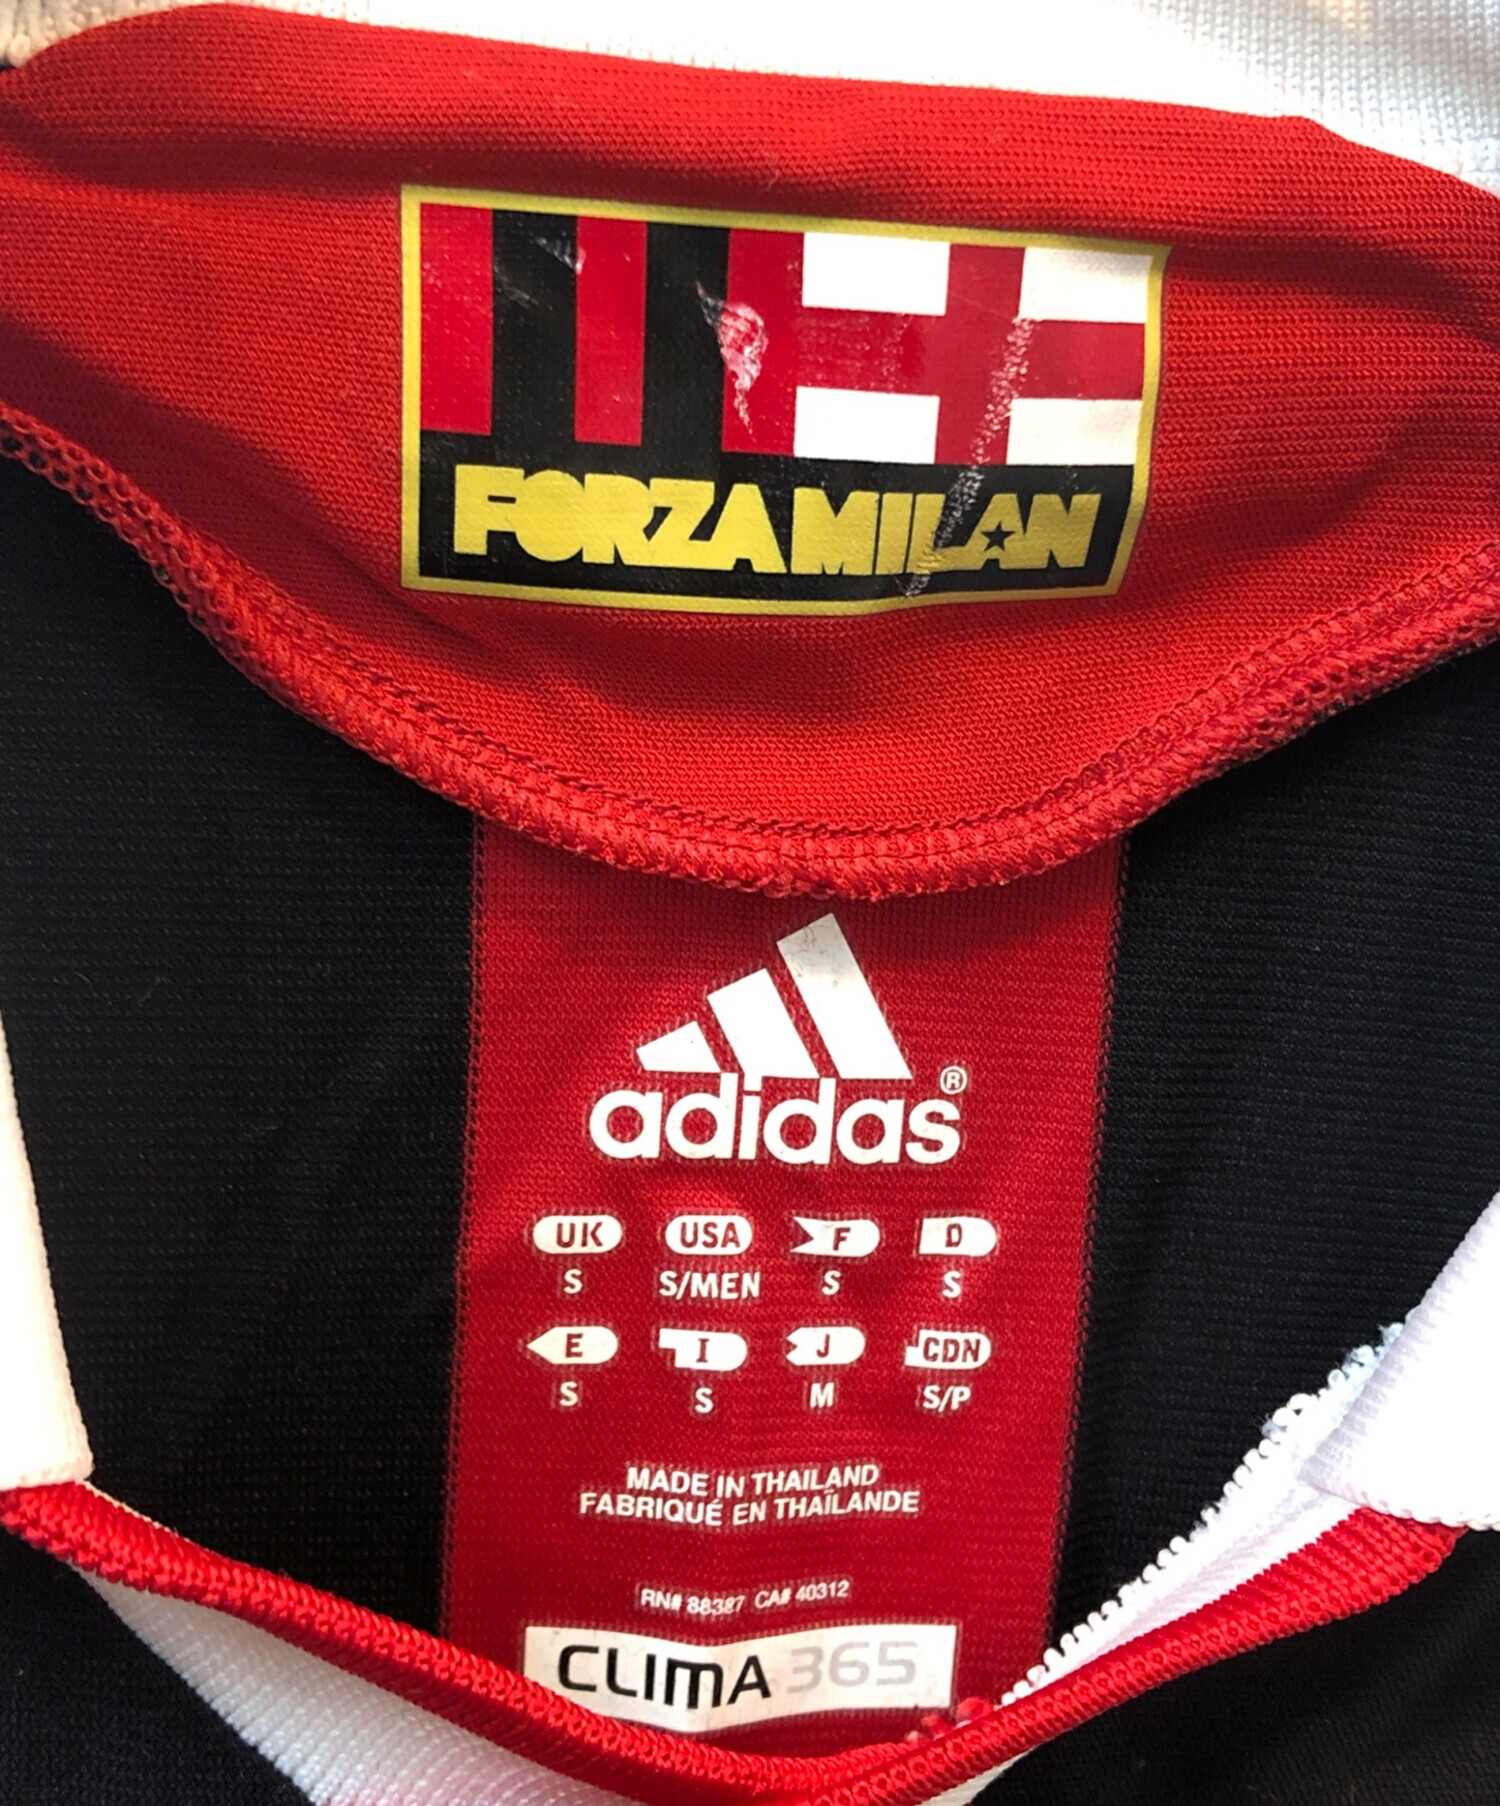 FORZA MILAN
adidas®
UK USA F D
S S/MEN S S
E I J CDN
S S M S/P
MADE IN THAILAND
FABRIQUÉ EN THAÏLANDE
RN# 88387 CA# 40312
CLIMA 365